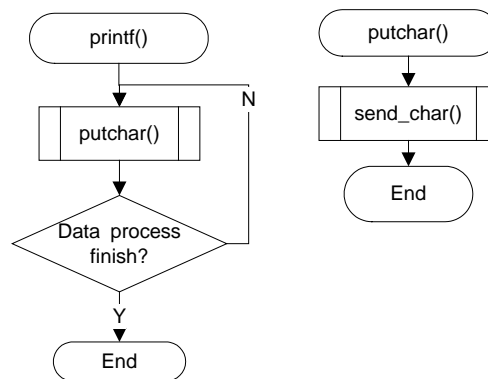 printf()
N
putchar()
Data process
finish?
Y
End
putchar()
send_char()
End